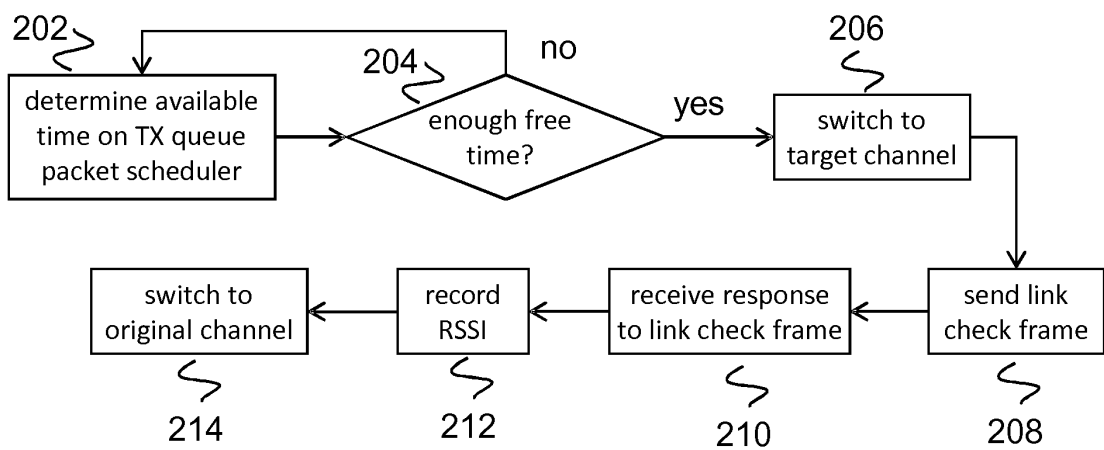 202
determine available
time on TX queue
packet scheduler
204
no
enough free
time?
yes
206
switch to
target channel
send link
check frame
208
receive response
to link check frame
210
record
RSSI
212
switch to
original channel
214